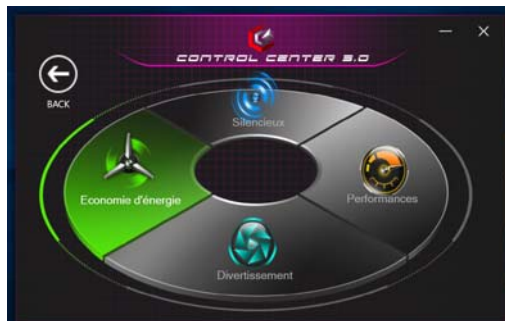 CONTROL CENTER 3.0
BACK
Silencieux
Economie d'énergie
Performances
Divertissement